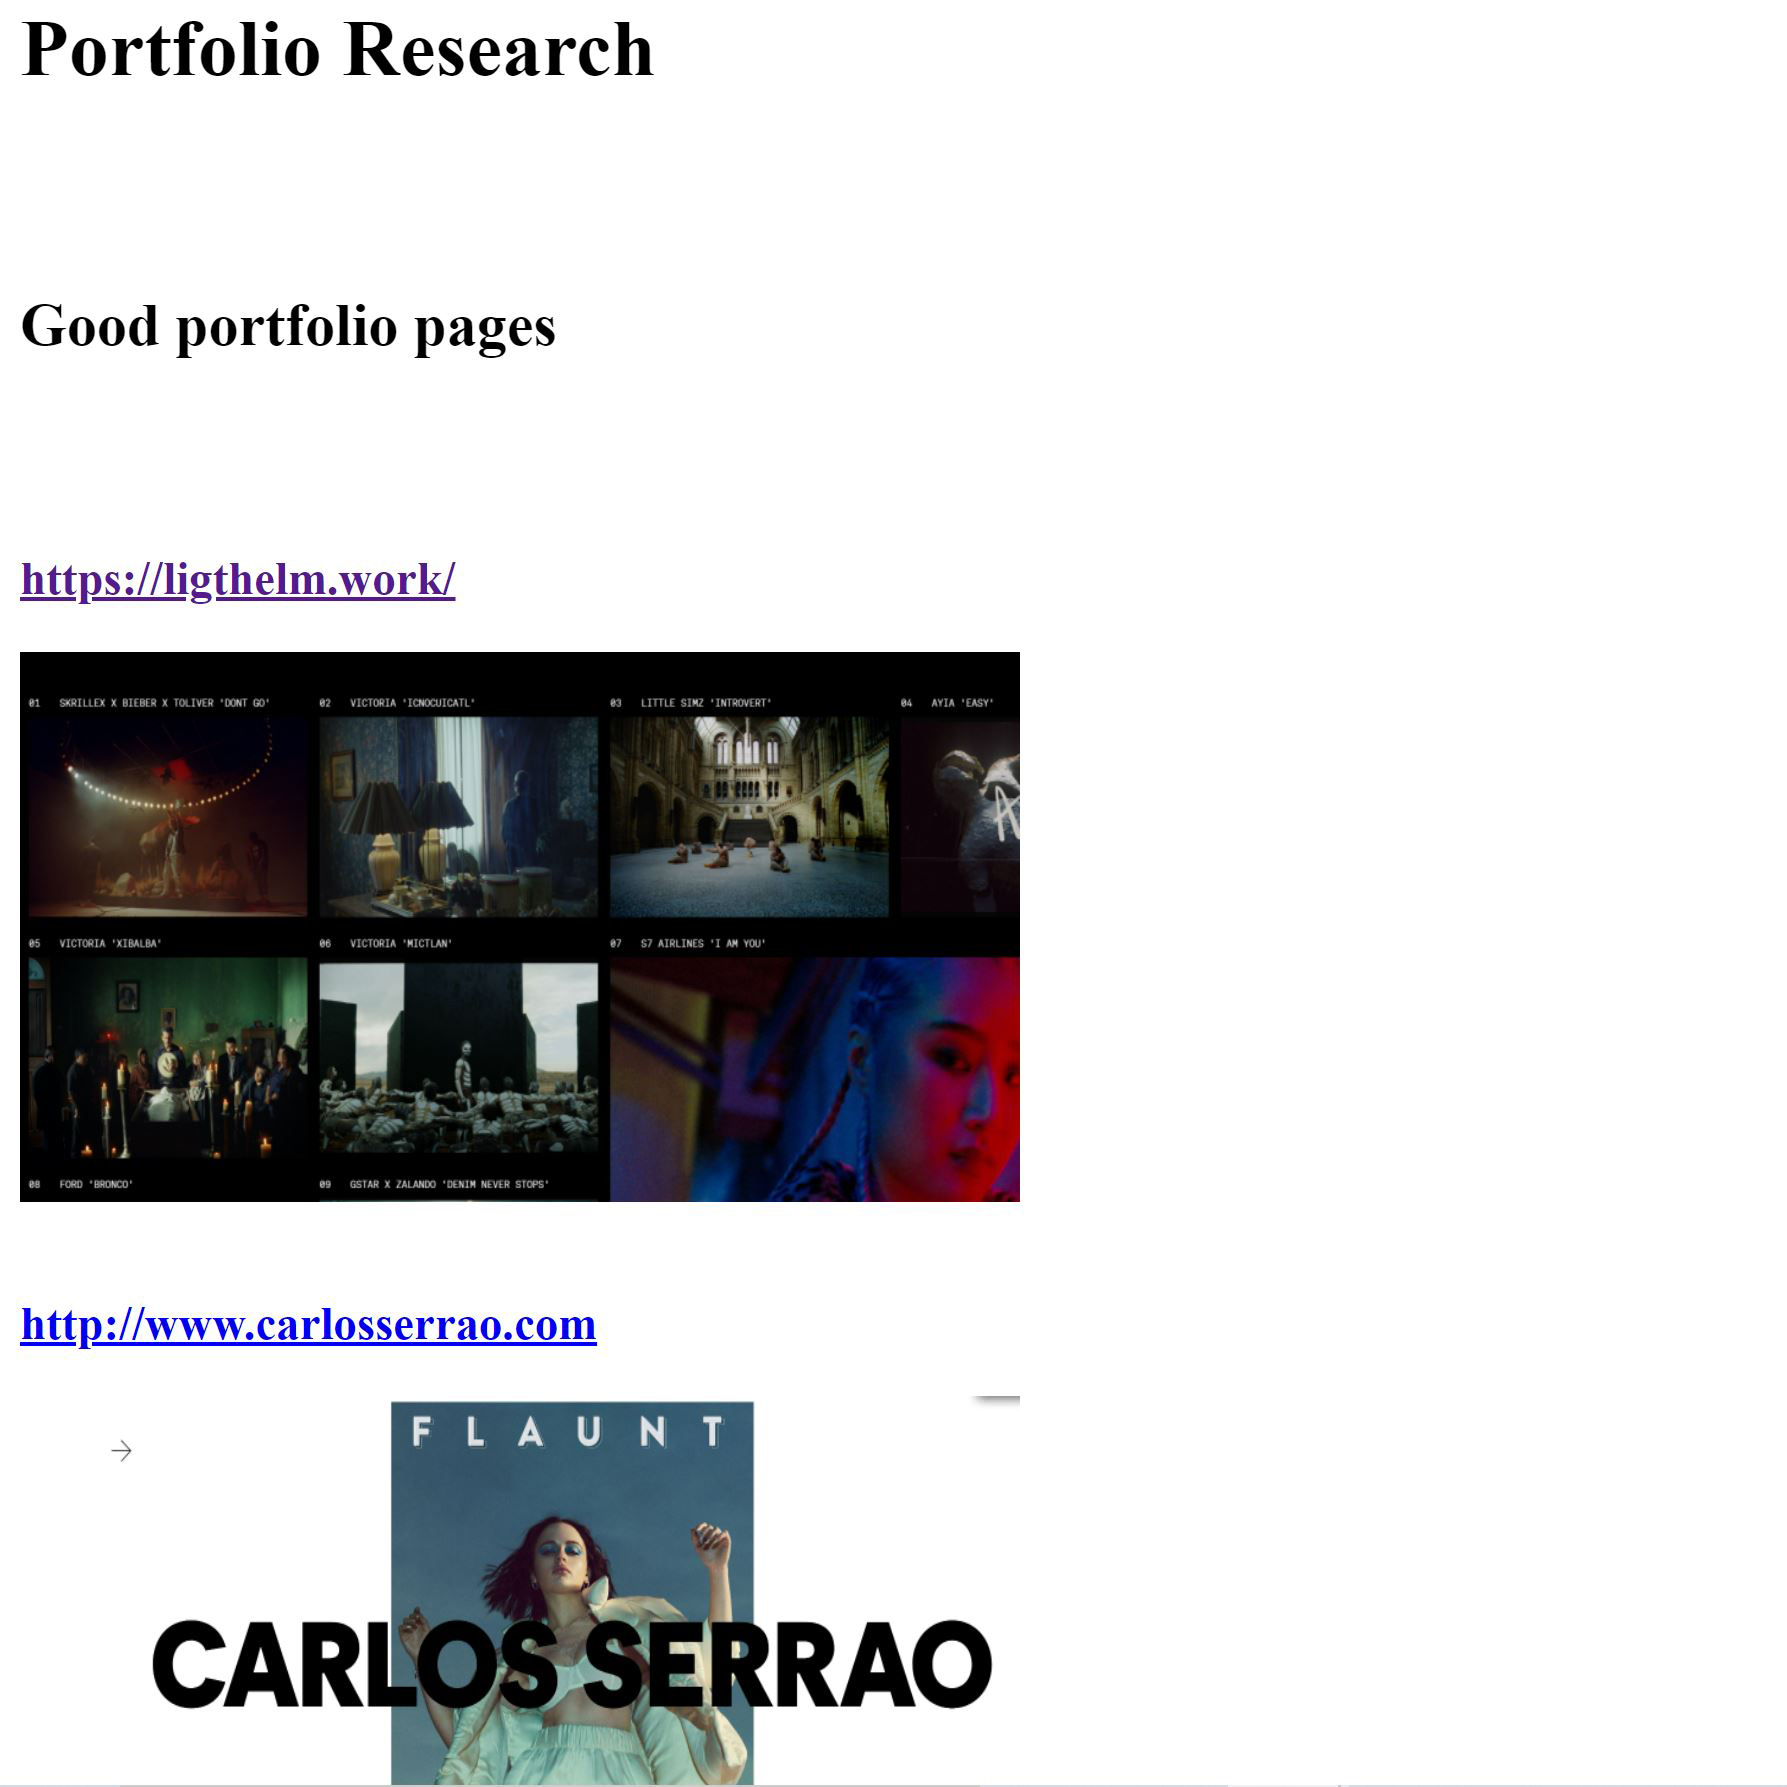 Portfolio Research
Good portfolio pages
https://ligthelm.work/
01 SKRILLEX X BIEBER X TOLIVER 'DONT GO'
02 VICTORIA 'ICNOCUICATL'
03 LITTLE SIMZ 'INTROVERT'
04 AYIA 'EASY'
05 VICTORIA 'XIBALBA'
06 VICTORIA 'MICTLAN'
07 S7 AIRLINES 'I AM YOU'
08 FORD 'BRONCO'
09 GSTAR X ZALANDO 'DENIM NEVER STOPS'
http://www.carlosserrao.com
FLAUNT
CARLOS SERRAO